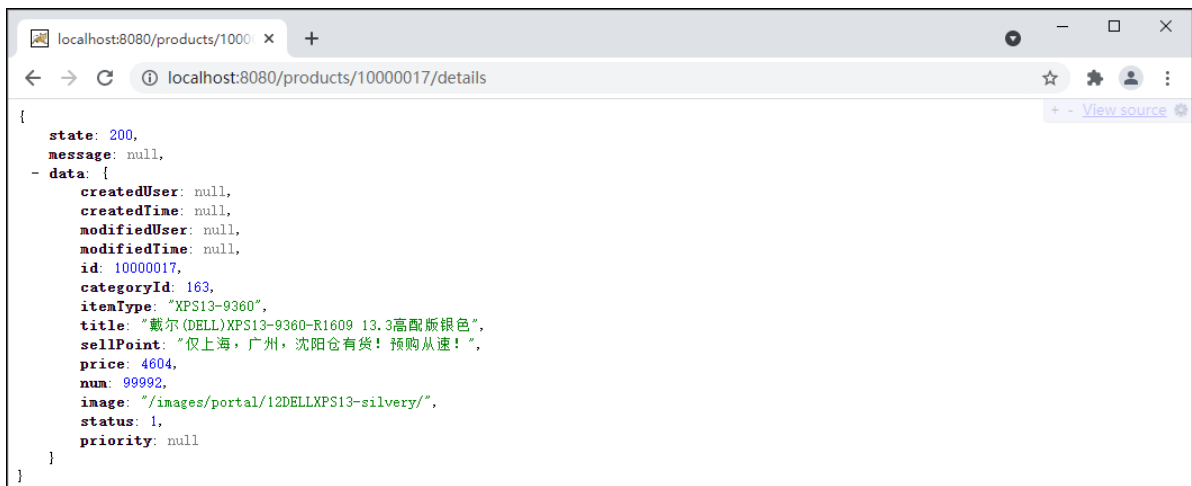 localhost:8080/products/1000
localhost:8080/products/10000017/details
+ - View source
{
state: 200,
message: null,
- data: {
createdUser: null,
createdTime: null,
modifiedUser: null,
modifiedTime: null,
id: 10000017,
categoryId: 163,
itemType: "XPS13-9360",
title: "戴尔(DELL)XPS13-9360-R1609 13.3高配版银色",
sellPoint: "仅上海，广州，沈阳仓有货！预购从速！",
price: 4604,
num: 99992,
image: "/images/portal/12DELLXPS13-silvery/",
status: 1,
priority: null
}
}